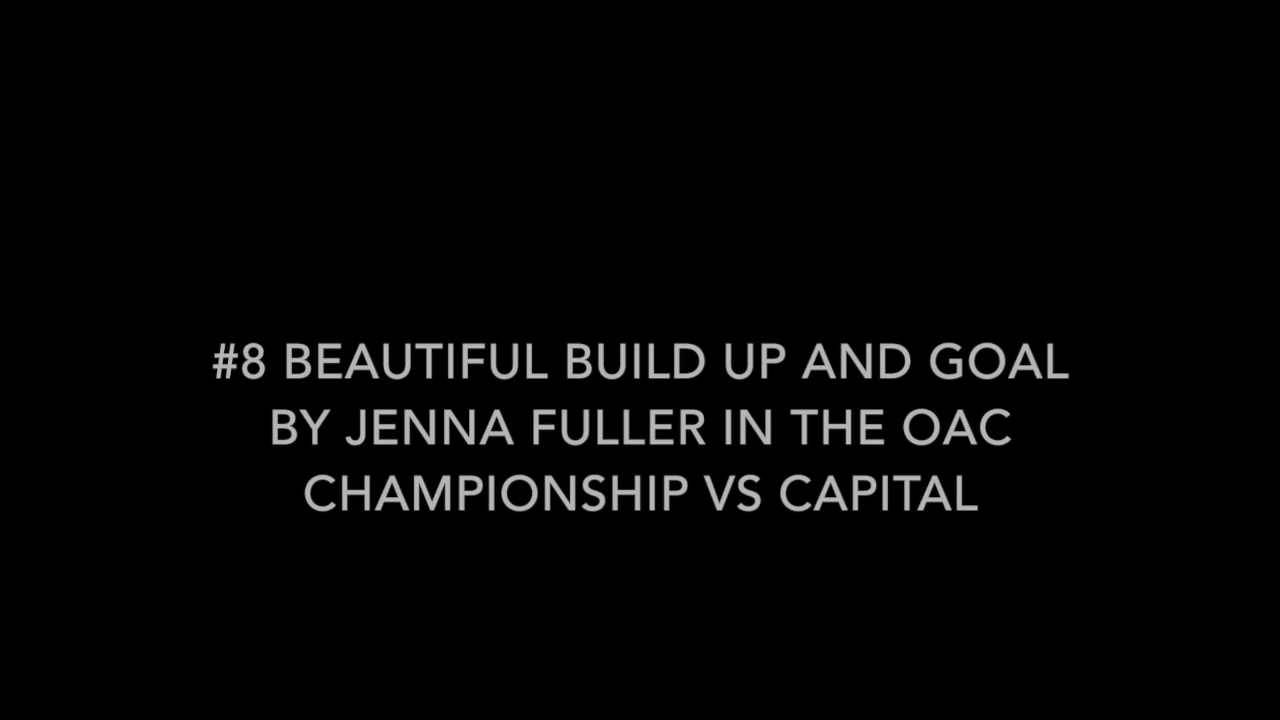 #8 BEAUTIFUL BUILD UP AND GOAL
BY JENNA FULLER IN THE OAC
CHAMPIONSHIP VS CAPITAL